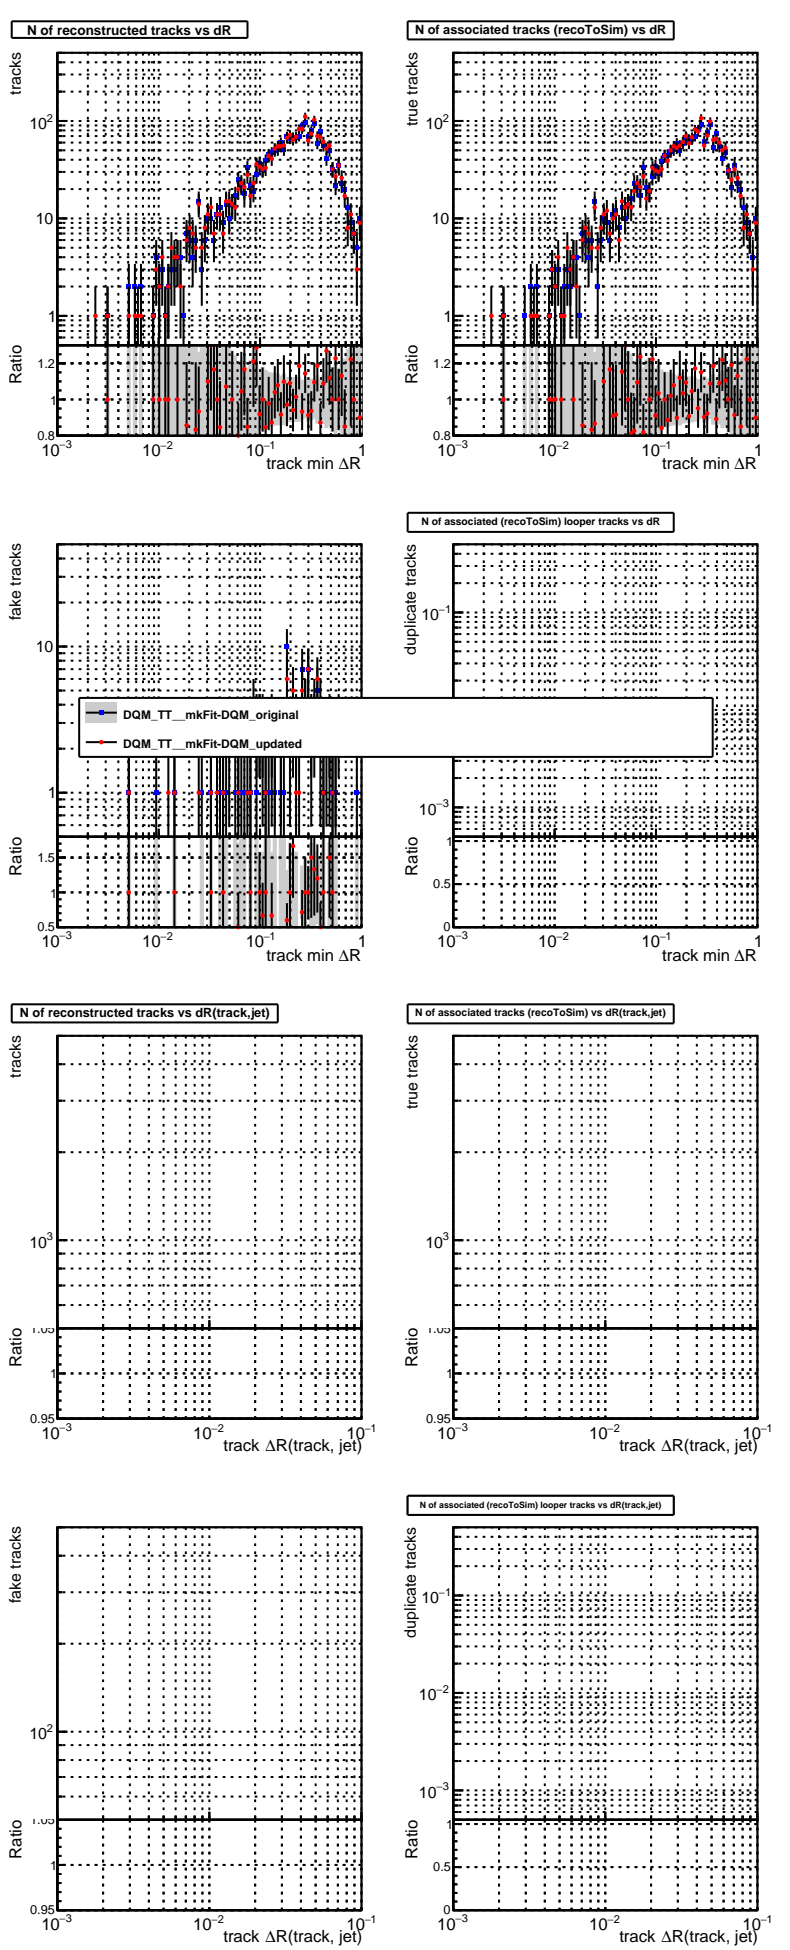 N of reconstructed tracks vs dR
N of associated tracks (recoToSim) vs dR
tracks
10²
10
1
Ratio
1.2
1
0.8
10⁻³
10⁻²
10⁻¹
1
track min ΔR
true tracks
10²
10
1
Ratio
1.2
1
0.8
10⁻³
10⁻²
10⁻¹
1
track min ΔR
N of associated (recoToSim) looper tracks vs dR
fake tracks
10
1
Ratio
1.5
1
0.5
10⁻³
10⁻²
10⁻¹
1
track min ΔR
duplicate tracks
10⁻¹
10⁻³
Ratio
1
0.5
0
10⁻³
10⁻²
10⁻¹
1
track min ΔR
DQM_TT__mkFit-DQM_original
DQM_TT__mkFit-DQM_updated
N of reconstructed tracks vs dR(track,jet)
N of associated tracks (recoToSim) vs dR(track,jet)
tracks
10³
Ratio
1.05
1
0.95
10⁻³
10⁻²
10⁻¹
track ΔR(track, jet)
true tracks
10³
Ratio
1.05
1
0.95
10⁻³
10⁻²
10⁻¹
track ΔR(track, jet)
N of associated (recoToSim) looper tracks vs dR(track,jet)
fake tracks
10²
Ratio
1.05
1
0.95
10⁻³
10⁻²
10⁻¹
track ΔR(track, jet)
duplicate tracks
10⁻¹
10⁻²
10⁻³
Ratio
1
0.5
0
10⁻³
10⁻²
10⁻¹
track ΔR(track, jet)